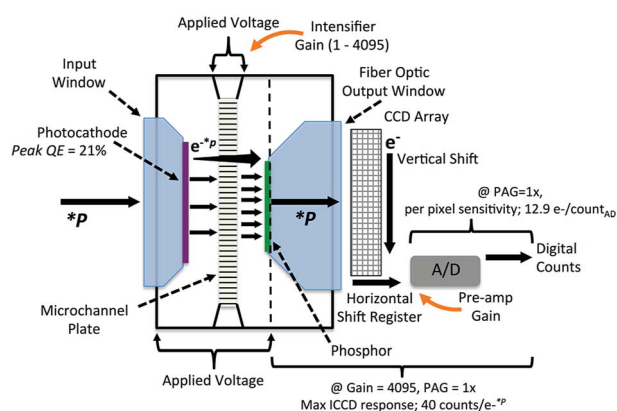 Applied Voltage
Intensifier
Gain (1 - 4095)
Input
Window
Fiber Optic
Output Window
Photocathode
Peak QE = 21%
CCD Array
e-*p
e-
Vertical Shift
*P
*P
@ PAG=1x,
per pixel sensitivity; 12.9 e-/countAD
A/D
Digital
Counts
Microchannel
Plate
Horizontal
Shift Register
Pre-amp
Gain
Phosphor
Applied Voltage
@ Gain = 4095, PAG = 1x
Max ICCD response; 40 counts/e-*P